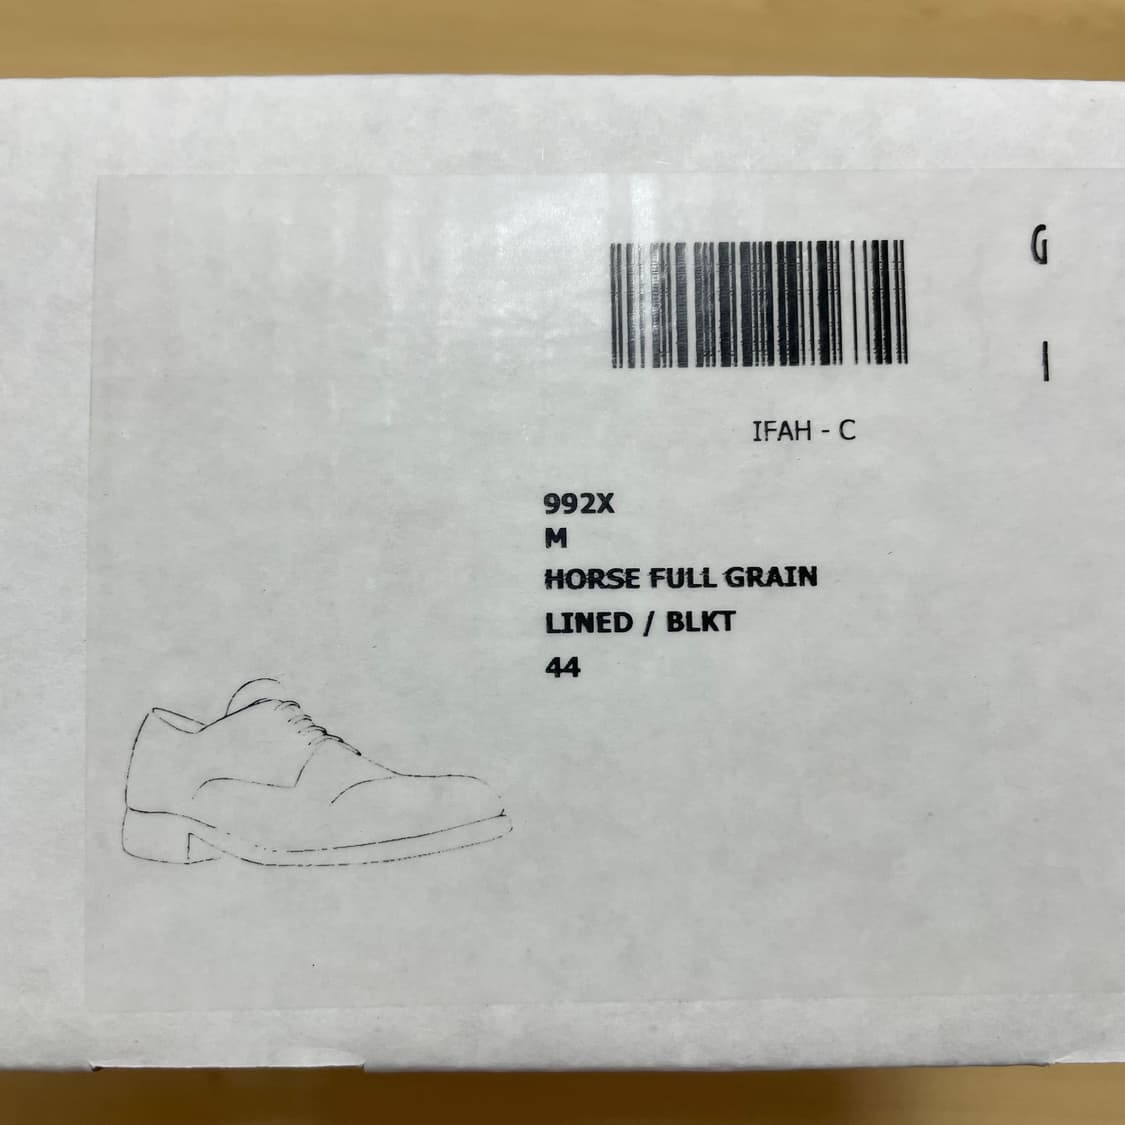 G
I
IFAH - C
992X
M
HORSE FULL GRAIN
LINED / BLKT
44